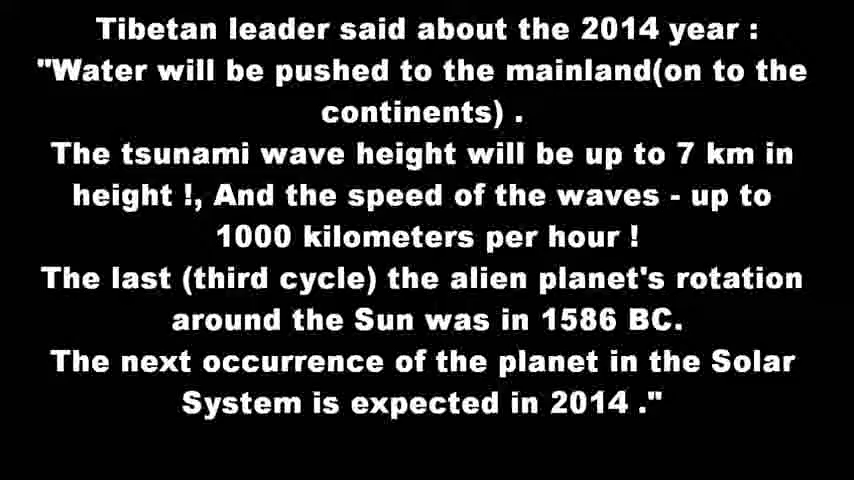 Tibetan leader said about the 2014 year :
"Water will be pushed to the mainland(on to the
continents) .
The tsunami wave height will be up to 7 km in
height !, And the speed of the waves - up to
1000 kilometers per hour !
The last (third cycle) the alien planet's rotation
around the Sun was in 1586 BC.
The next occurrence of the planet in the Solar
System is expected in 2014 ."